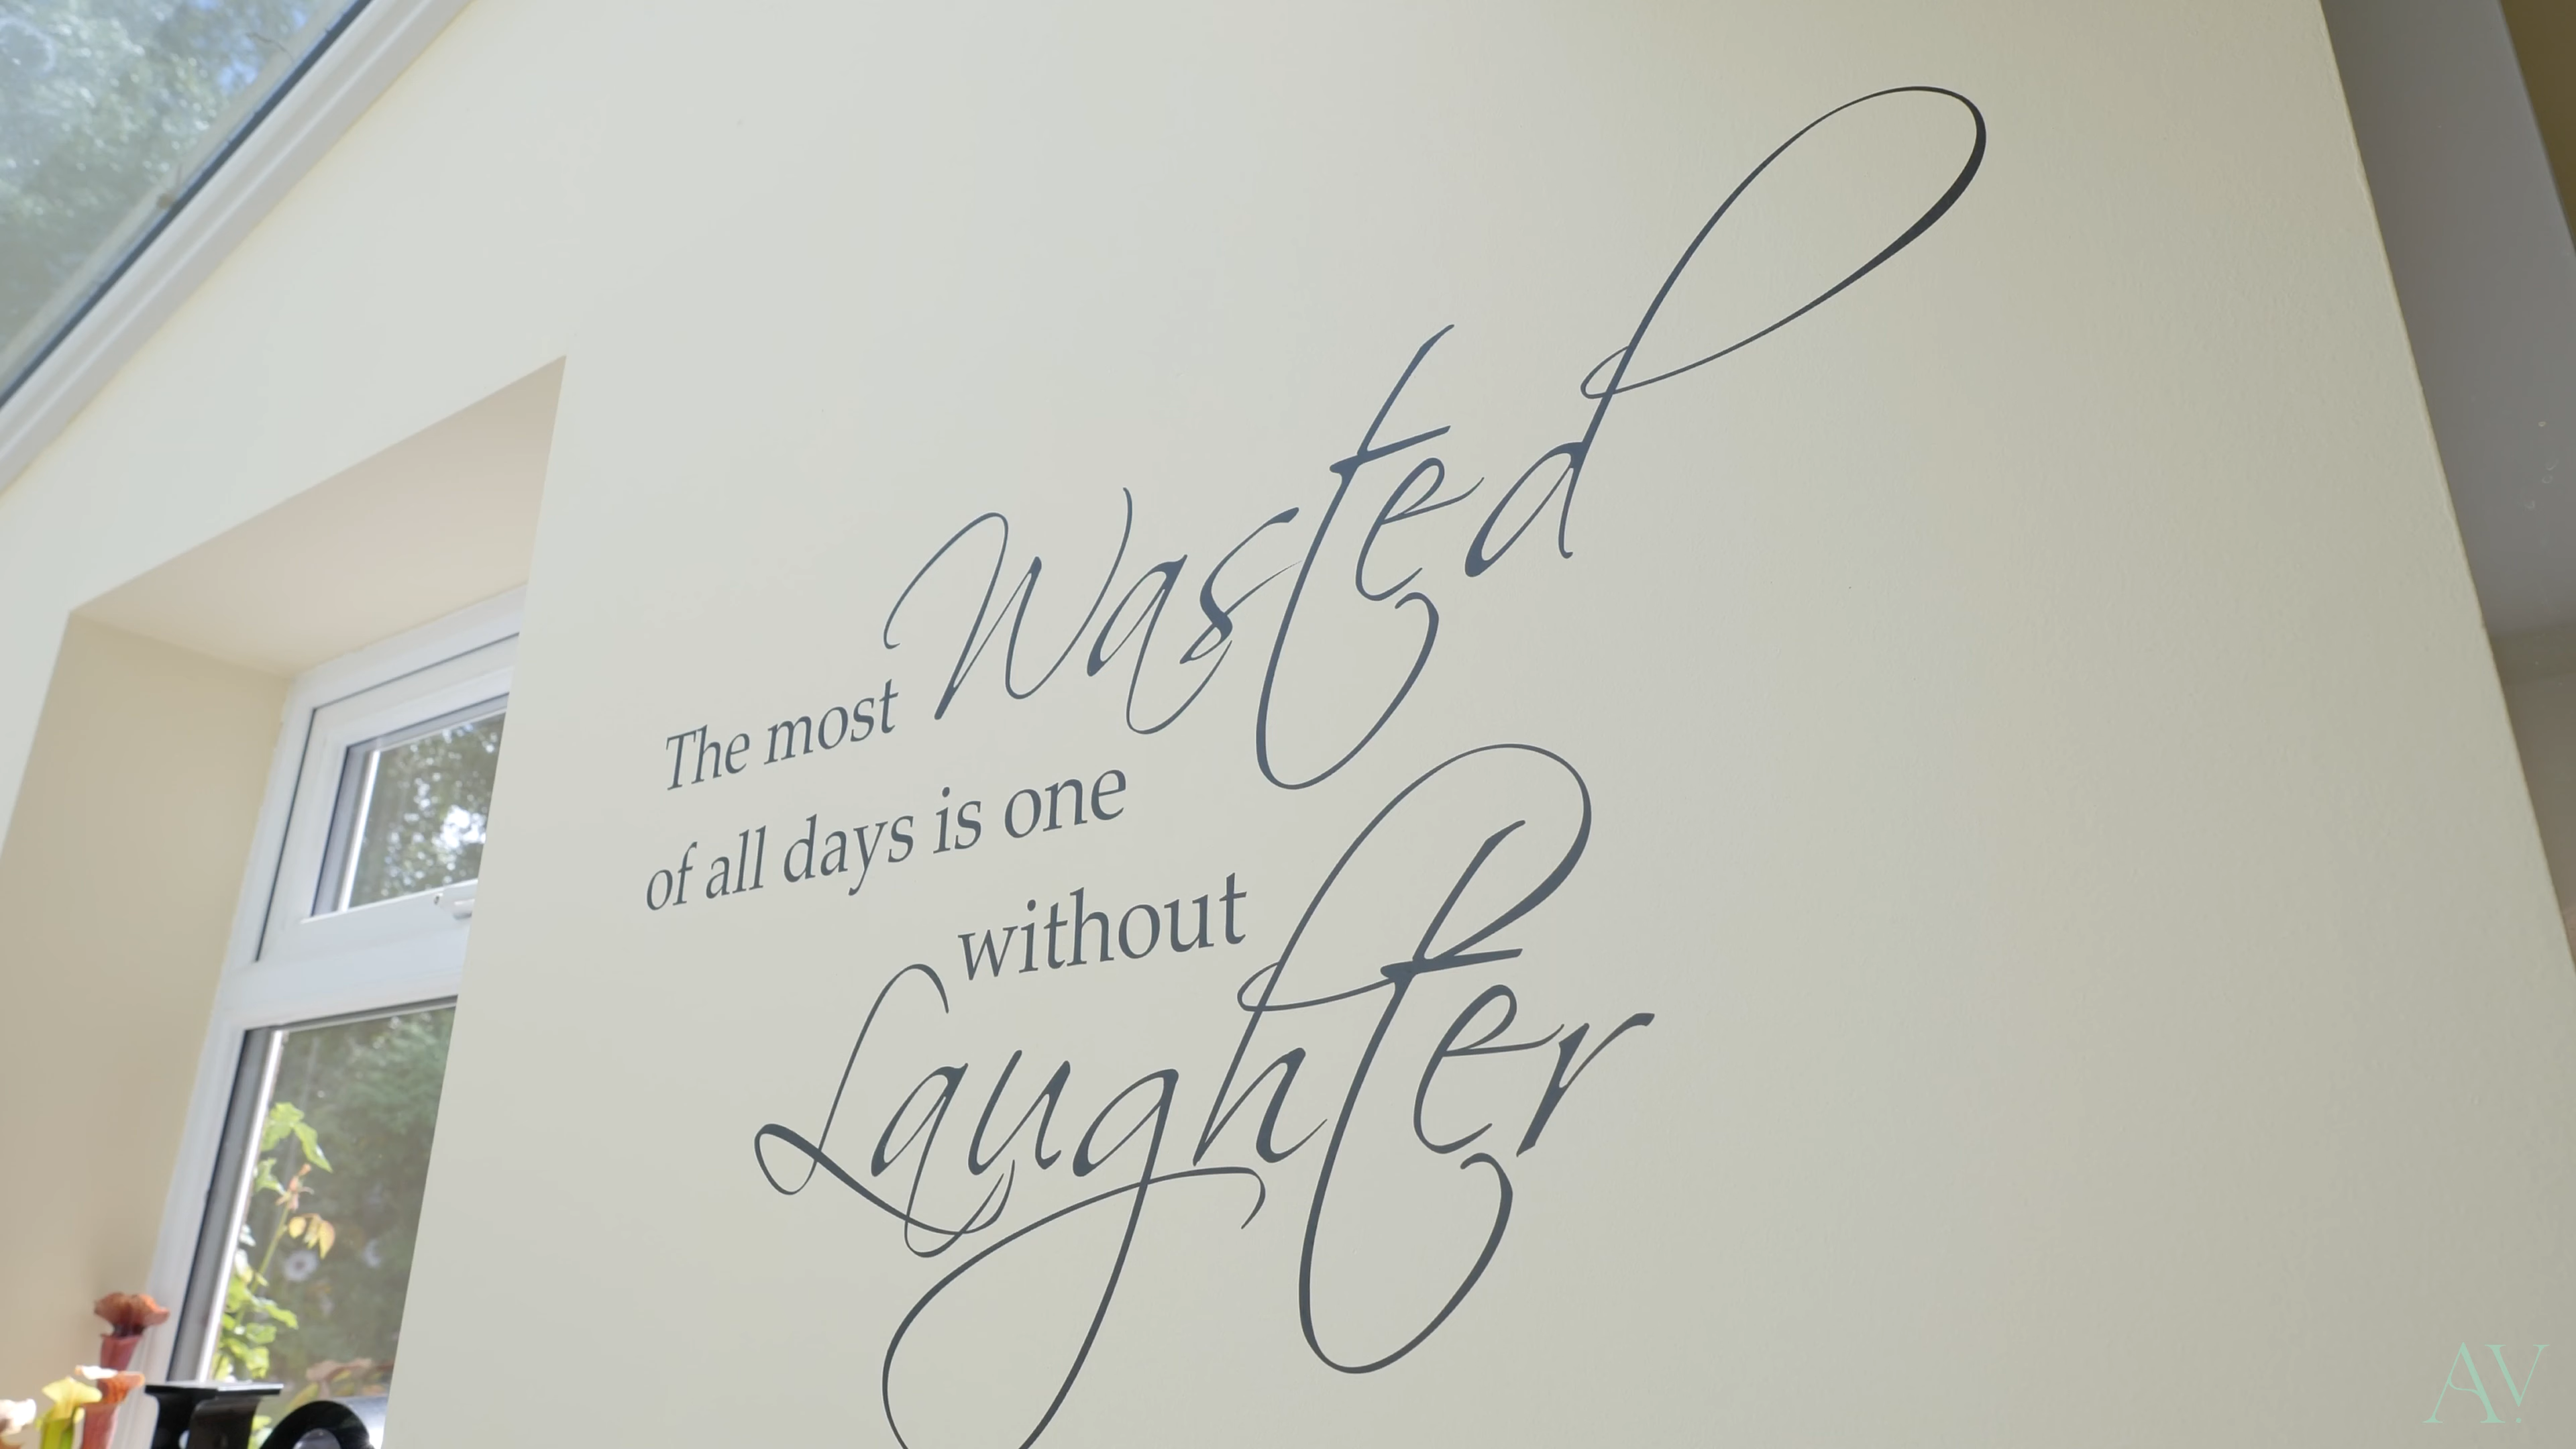 The most Wasted
of all days is one
without
Laughter
AV